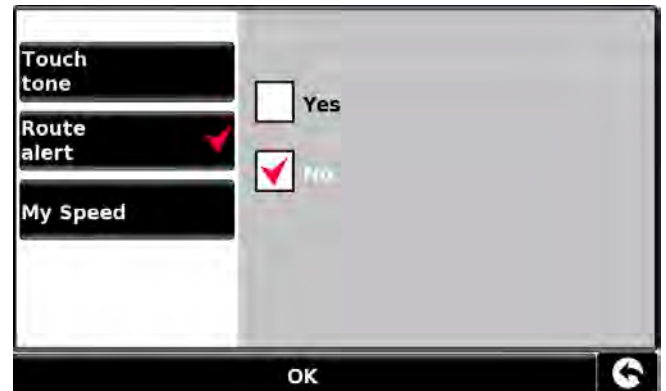 Touch
tone
Route
alert
My Speed
Yes
No
OK